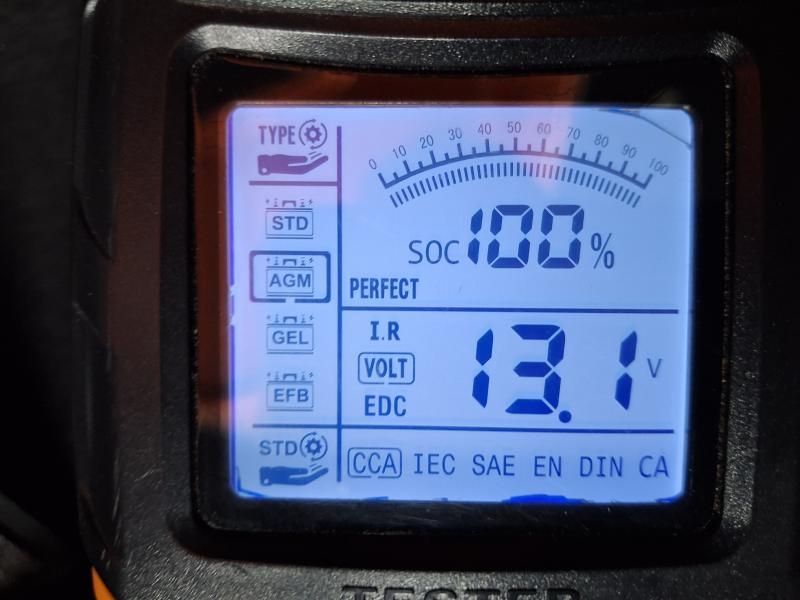 TYPE
0 10 20 30 40 50 60 70 80 90 100
STD
SOC 100 %
AGM
PERFECT
GEL
I.R
VOLT
13.1 V
EFB
EDC
STD
CCA IEC SAE EN DIN CA
TESTER